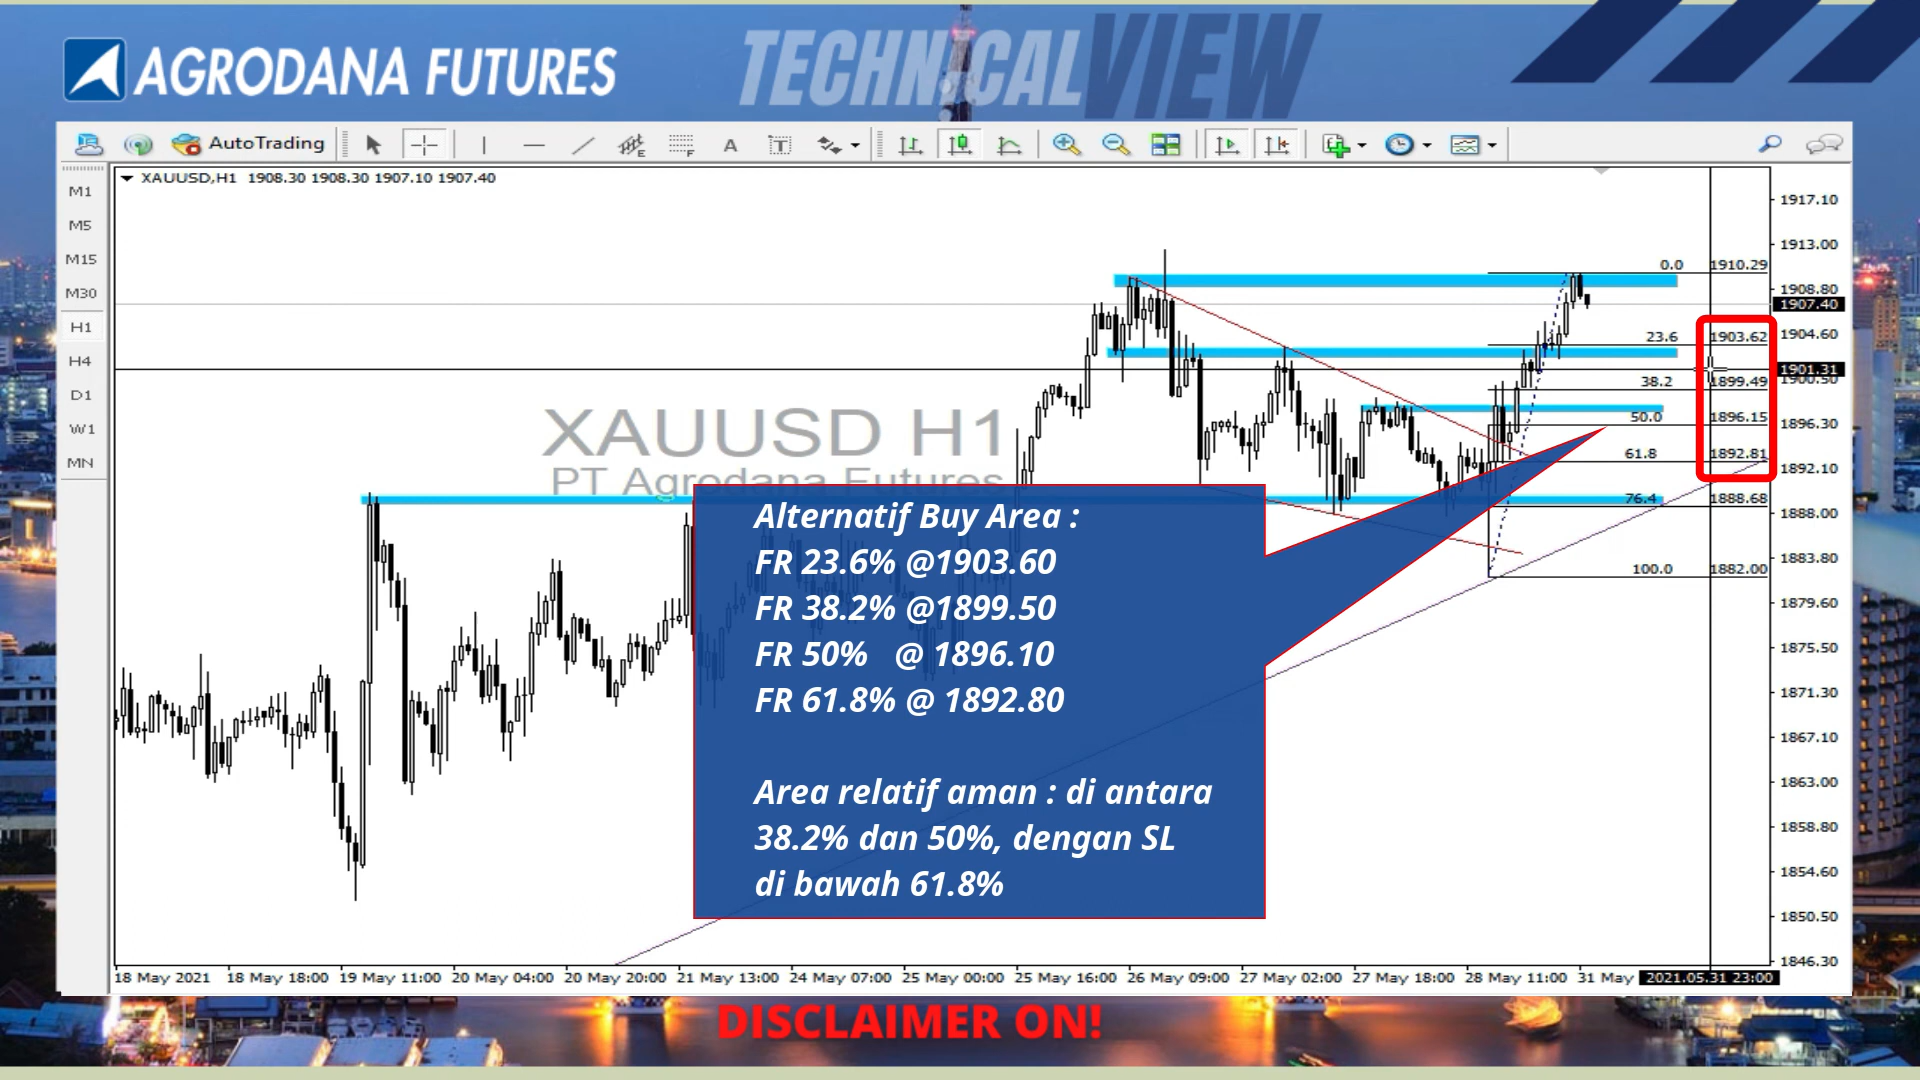 AGRODANA FUTURES
TECHNICAL VIEW
AutoTrading
E
F
A
T
M1
M5
M15
M30
H1
H4
D1
W1
MN
XAUUSD,H1 1908.30 1908.30 1907.10 1907.40
XAUUSD H1
PT Agrodana Futures
0.0 1910.29
23.6 1903.62
38.2 1899.49
50.0 1896.15
61.8 1892.81
76.4 1888.68
100.0 1882.00
1917.10
1913.00
1908.80
1907.40
1904.60
1901.31
1900.50
1896.30
1892.10
1888.00
1883.80
1879.60
1875.50
1871.30
1867.10
1863.00
1858.80
1854.60
1850.50
1846.30
Alternatif Buy Area :
FR 23.6% @1903.60
FR 38.2% @1899.50
FR 50% @ 1896.10
FR 61.8% @ 1892.80
Area relatif aman : di antara
38.2% dan 50%, dengan SL
di bawah 61.8%
18 May 2021 18 May 18:00 19 May 11:00 20 May 04:00 20 May 20:00 21 May 13:00 24 May 07:00 25 May 00:00 25 May 16:00 26 May 09:00 27 May 02:00 27 May 18:00 28 May 11:00 31 May 2021.05.31 23:00
DISCLAIMER ON!